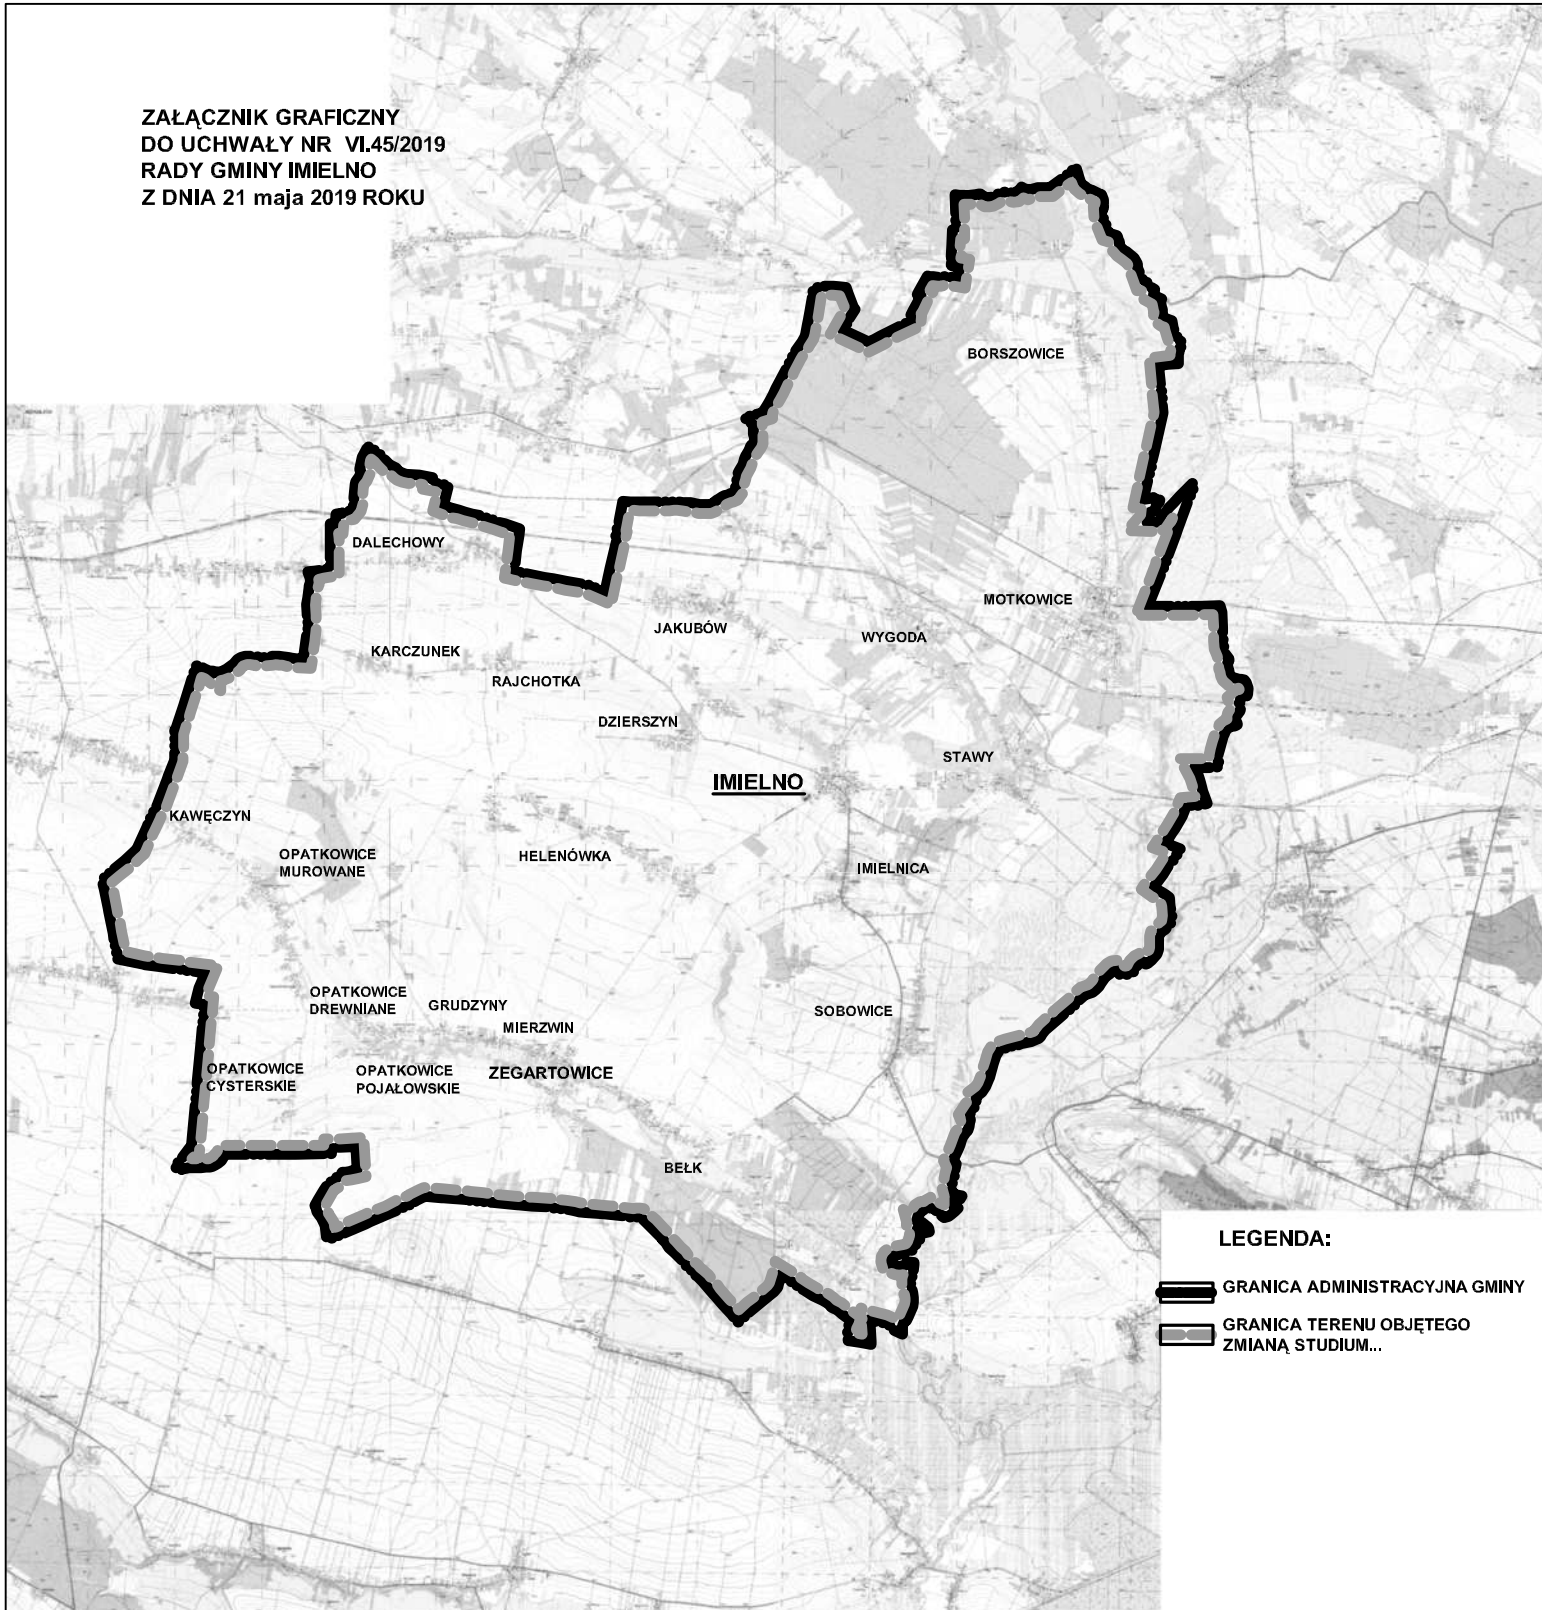 ZAŁĄCZNIK GRAFICZNY
DO UCHWAŁY NR VI.45/2019
RADY GMINY IMIELNO
Z DNIA 21 maja 2019 ROKU
BORSZOWICE
DALECHOWY
MOTKOWICE
JAKUBÓW
WYGODA
KARCZUNEK
RAJCHOTKA
DZIERSZYN
STAWY
IMIELNO
KAWĘCZYN
OPATKOWICE
MUROWANE
HELENÓWKA
IMIELNICA
OPATKOWICE
DREWNIANE
GRUDZYNY
SOBOWICE
MIERZWIN
OPATKOWICE
CYSTERSKIE
OPATKOWICE
POJAŁOWSKIE
ZEGARTOWICE
BEŁK
LEGENDA:
GRANICA ADMINISTRACYJNA GMINY
GRANICA TERENU OBJĘTEGO
ZMIANĄ STUDIUM...